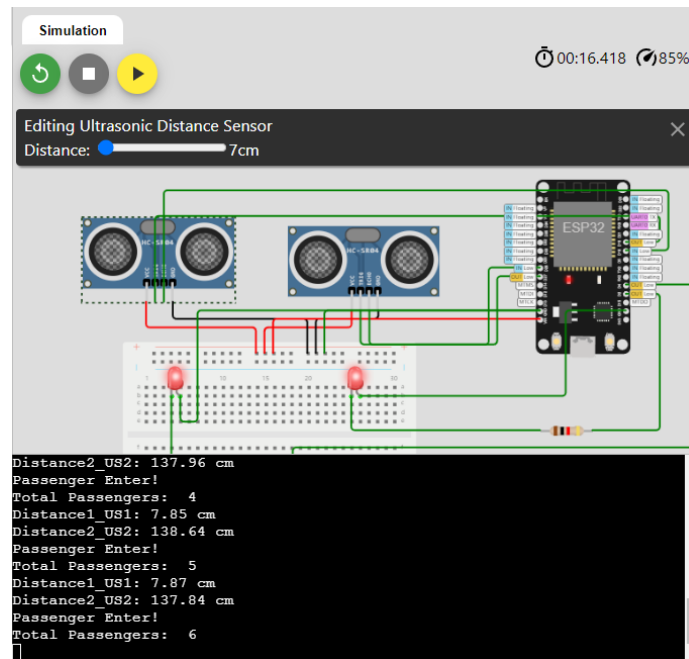 Simulation
00:16.418 85%
Editing Ultrasonic Distance Sensor
Distance: 7cm
HC-SR04
HC-SR04
ESP32
Distance2_US2: 137.96 cm
Passenger Enter!
Total Passengers: 4
Distance1_US1: 7.85 cm
Distance2_US2: 138.64 cm
Passenger Enter!
Total Passengers: 5
Distance1_US1: 7.87 cm
Distance2_US2: 137.84 cm
Passenger Enter!
Total Passengers: 6